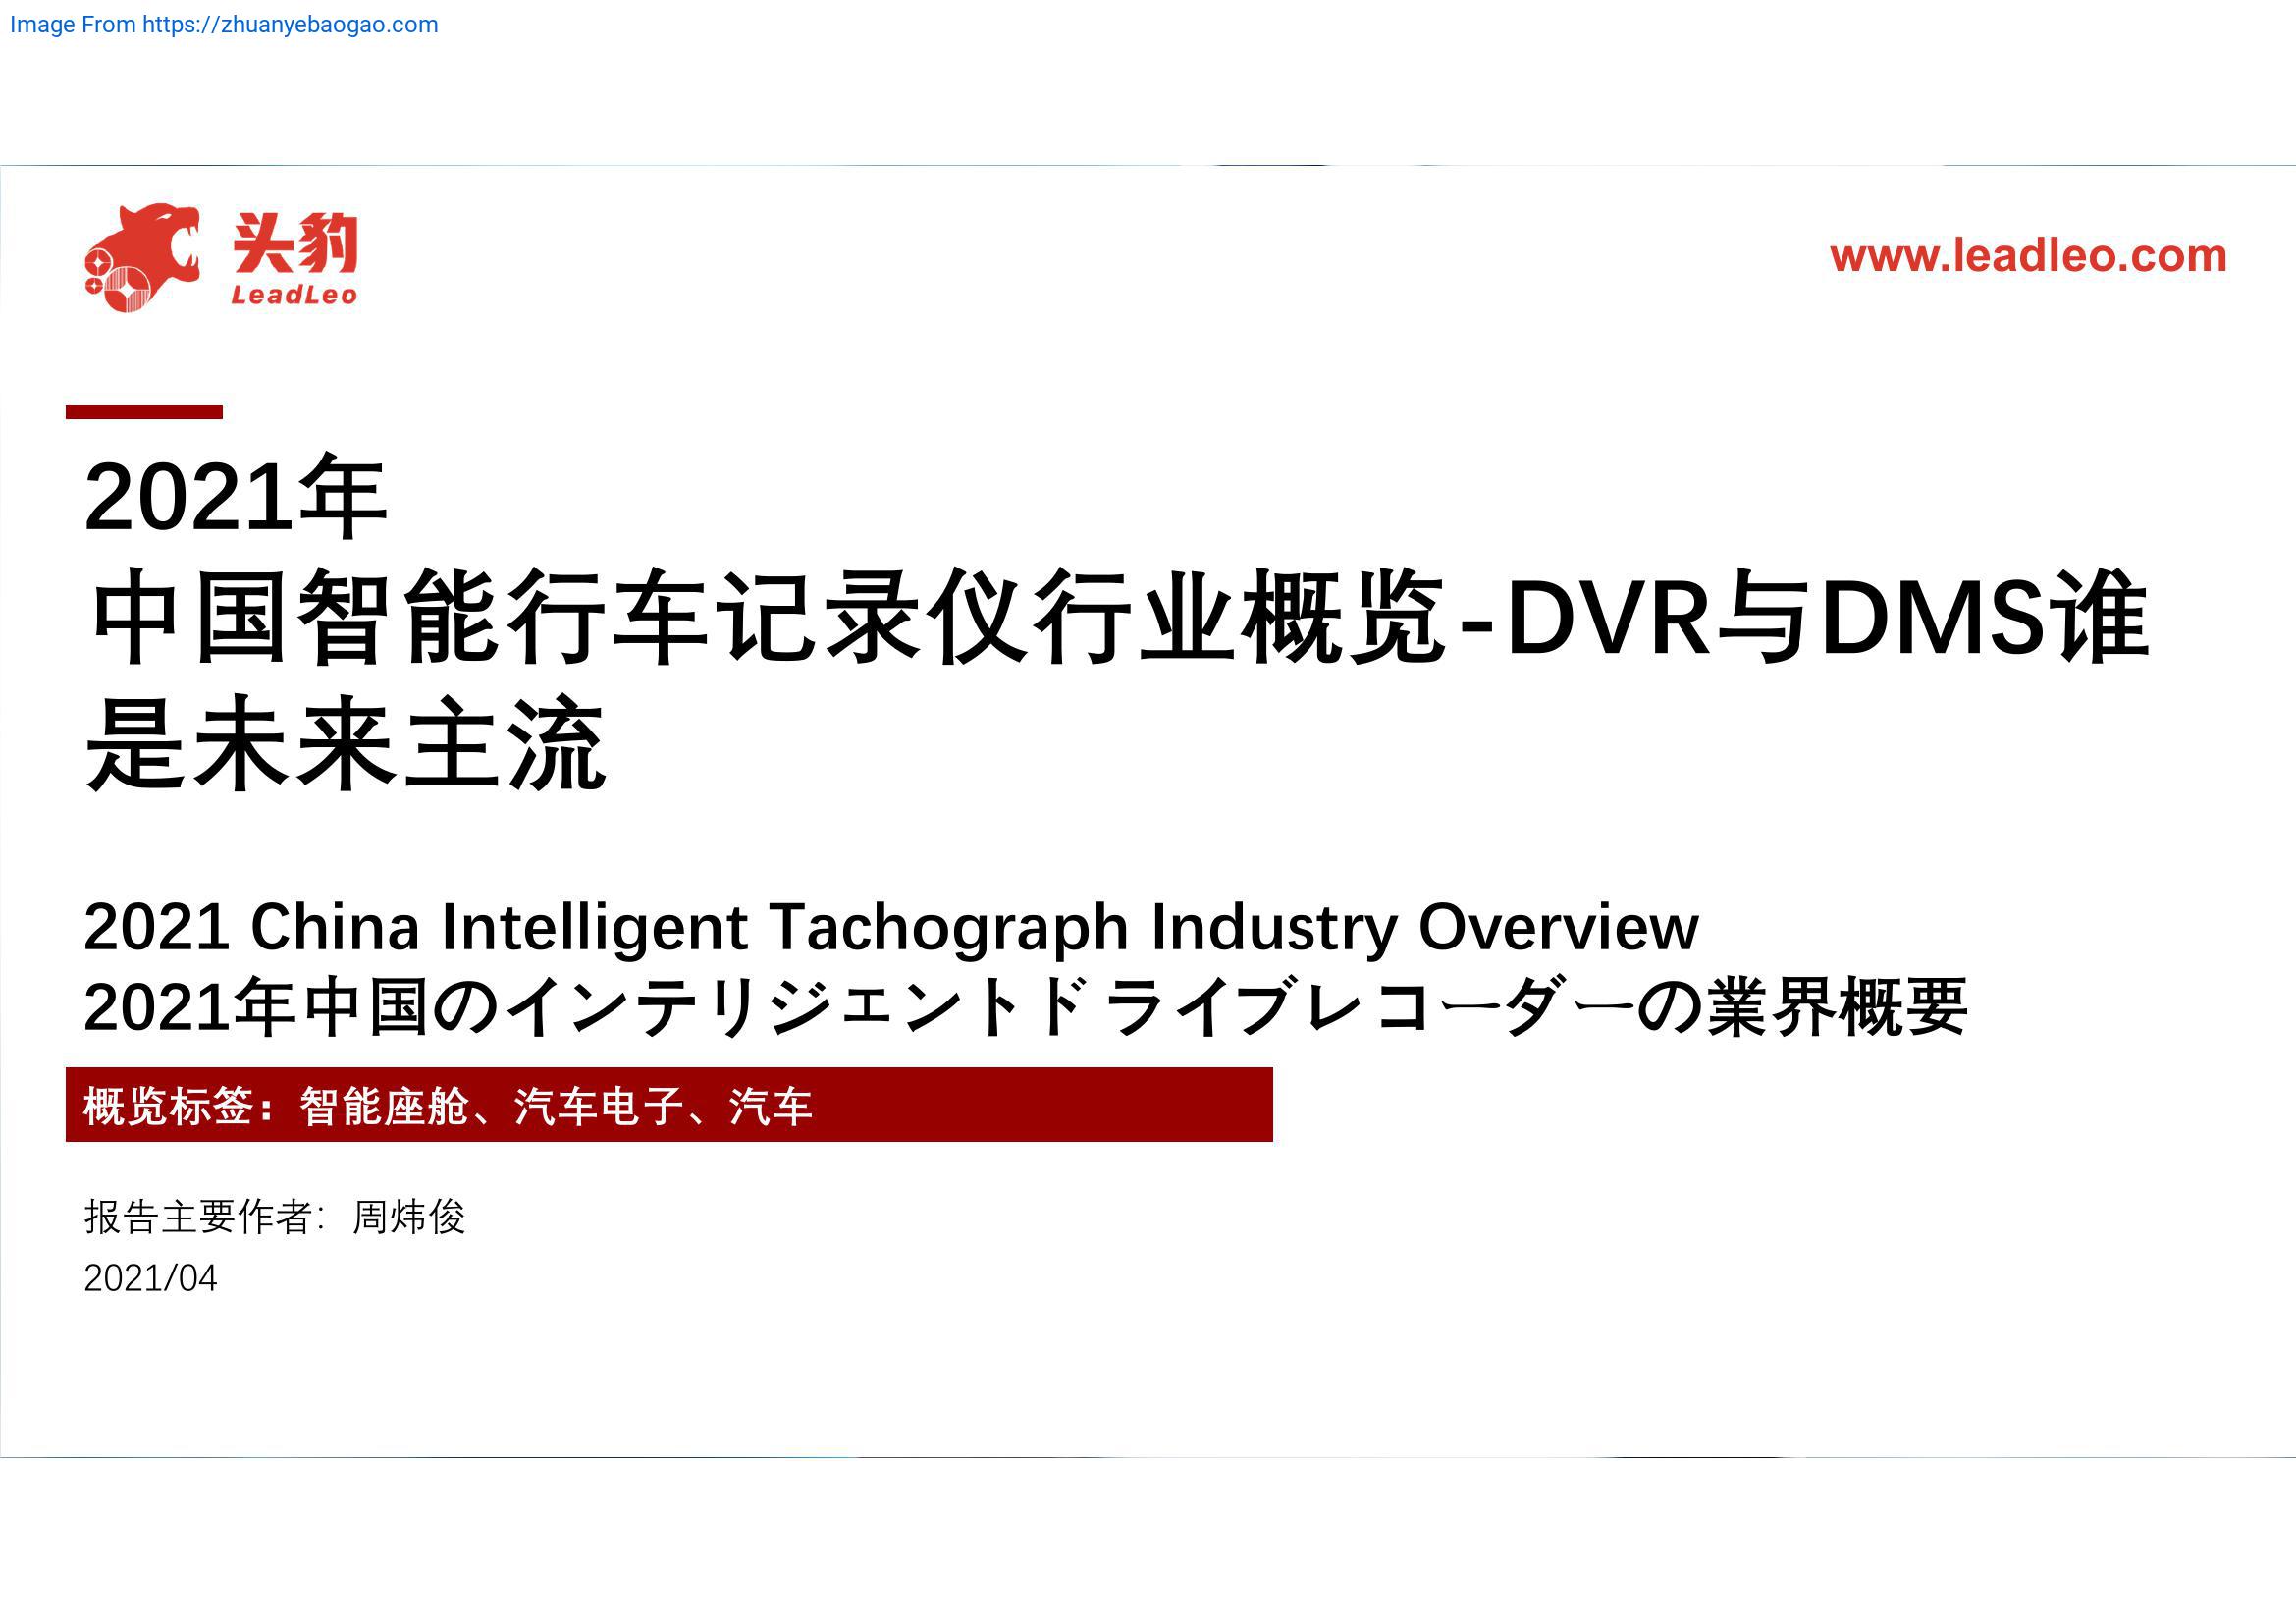 Image From https://zhuanyebaogao.com
头豹
LeadLeo
www.leadleo.com
2021年
中国智能行车记录仪行业概览-DVR与DMS谁
是未来主流
2021 China Intelligent Tachograph Industry Overview
2021年中国のインテリジェントドライブレコーダーの業界概要
概览标签：智能座舱、汽车电子、汽车
报告主要作者：周炜俊
2021/04